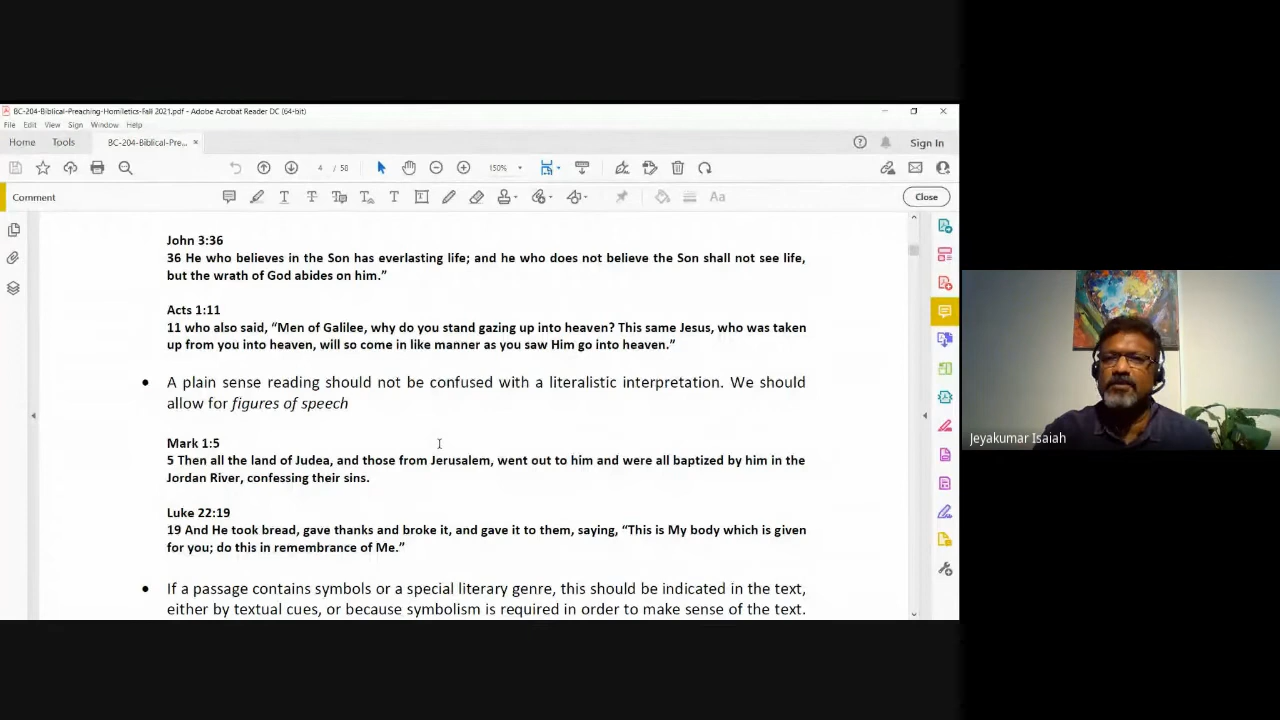 BC-204-Biblical-Preaching-Homiletics-Fall 2021.pdf - Adobe Acrobat Reader DC (64-bit)
File Edit View Sign Window Help
Home Tools BC-204-Biblical-Pre... × Sign In
4 / 58 150%
Comment Close
John 3:36
36 He who believes in the Son has everlasting life; and he who does not believe the Son shall not see life,
but the wrath of God abides on him.”
Acts 1:11
11 who also said, “Men of Galilee, why do you stand gazing up into heaven? This same Jesus, who was taken
up from you into heaven, will so come in like manner as you saw Him go into heaven.”
• A plain sense reading should not be confused with a literalistic interpretation. We should
allow for figures of speech
Mark 1:5
5 Then all the land of Judea, and those from Jerusalem, went out to him and were all baptized by him in the
Jordan River, confessing their sins.
Luke 22:19
19 And He took bread, gave thanks and broke it, and gave it to them, saying, “This is My body which is given
for you; do this in remembrance of Me.”
• If a passage contains symbols or a special literary genre, this should be indicated in the text,
either by textual cues, or because symbolism is required in order to make sense of the text.
Jeyakumar Isaiah